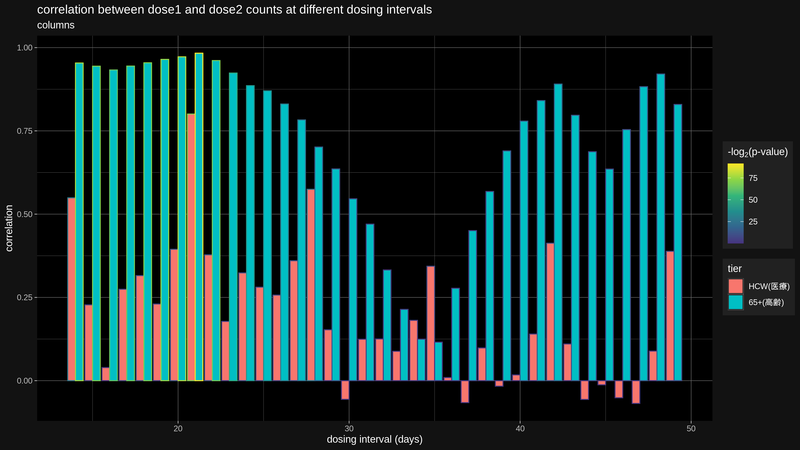 correlation between dose1 and dose2 counts at different dosing intervals
columns
1.00
0.75
0.50
0.25
0.00
correlation
20
30
40
50
dosing interval (days)
-log2(p-value)
75
50
25
tier
HCW(医療)
65+(高齢)